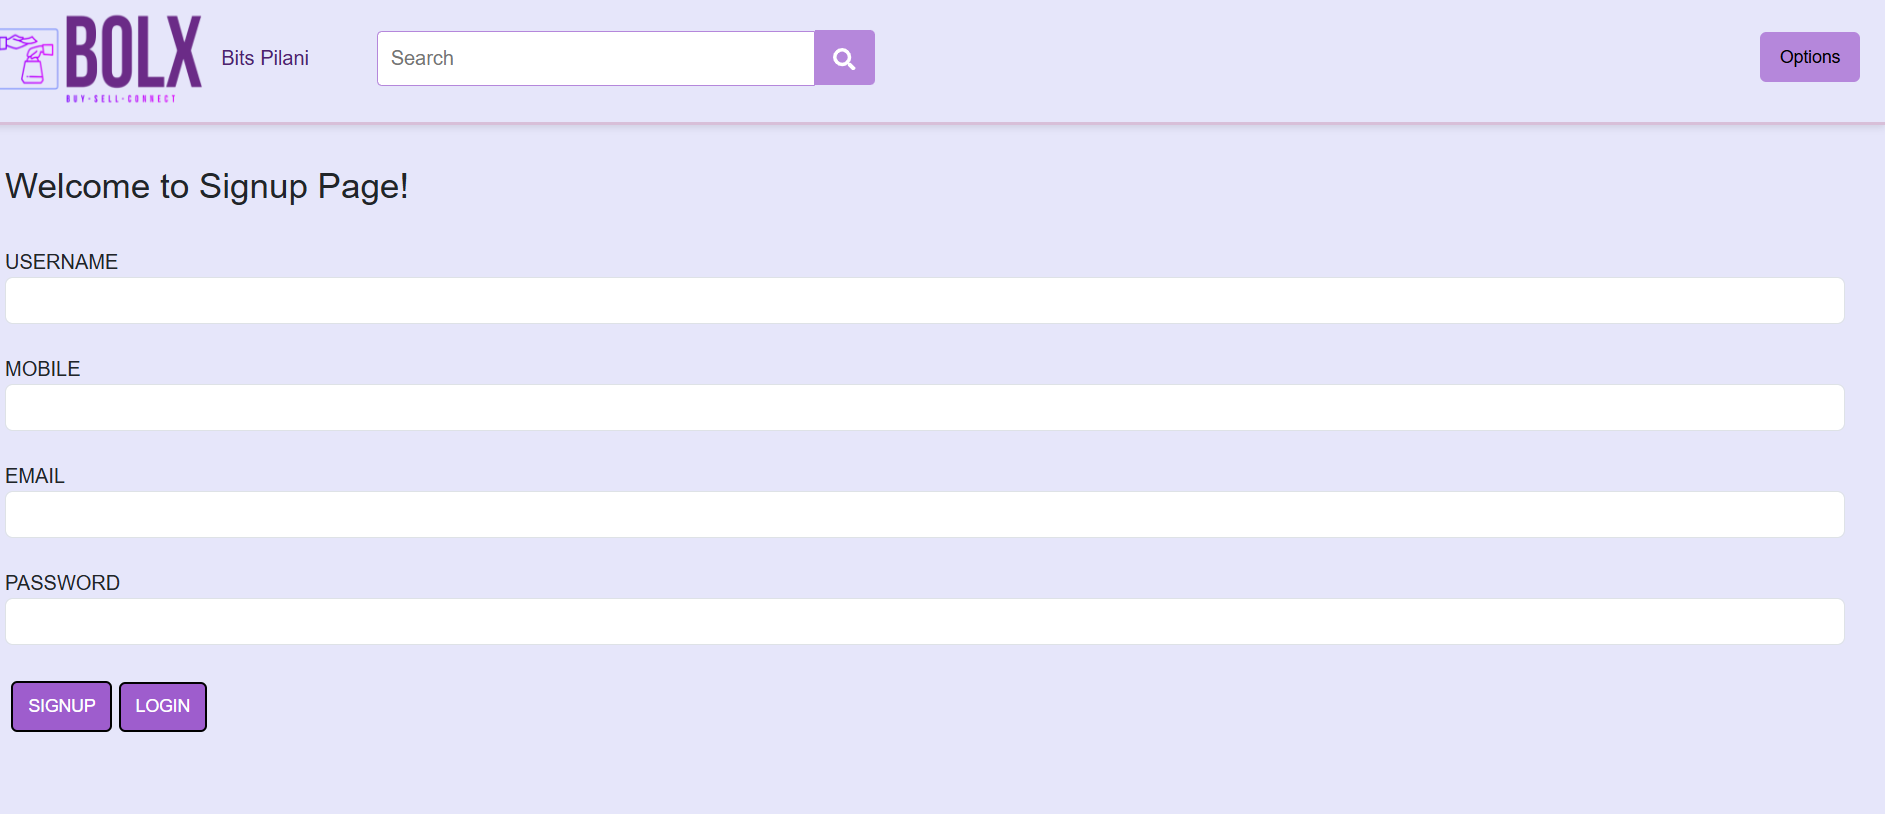 BOLX
BUY-SELL-CONNECT
Bits Pilani
Search
Options
Welcome to Signup Page!
USERNAME
MOBILE
EMAIL
PASSWORD
SIGNUP LOGIN